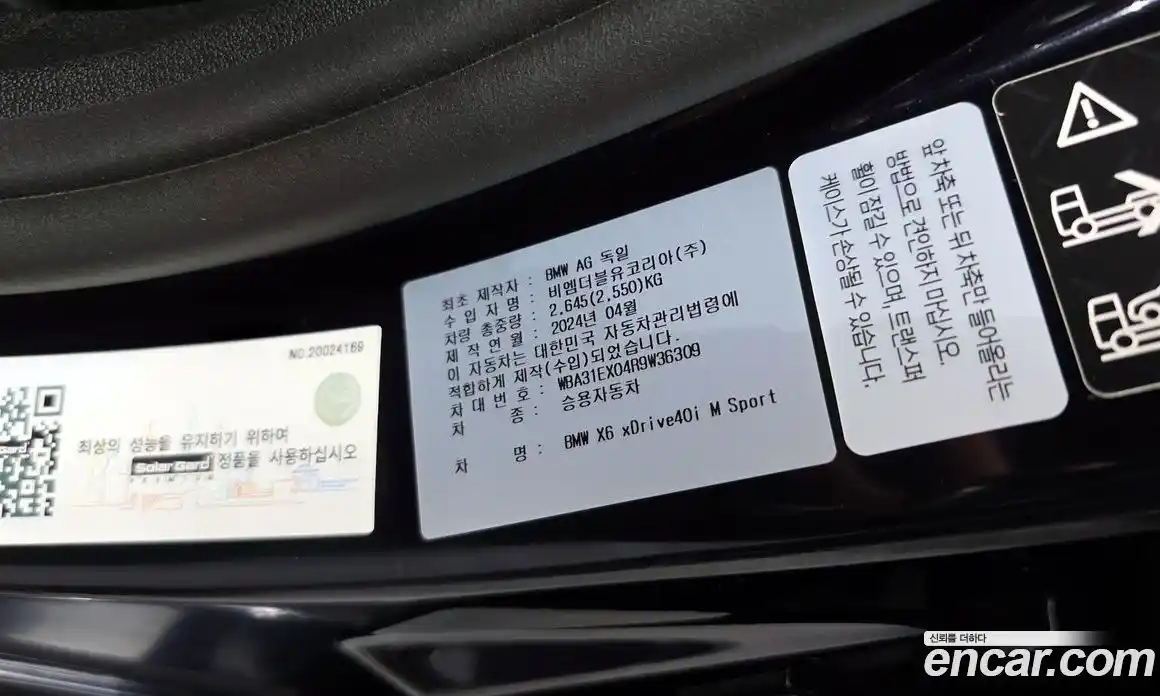 NO.20024169
최상의 성능을 유지하기 위하여
Solar Gard 정품을 사용하십시오
최초 제작자 : BMW AG 독일
수 입 자 명 : 비엠더블유코리아(주)
차량 총중량 : 2,645(2,550)KG
제 작 연 월 : 2024년 04월
이 자동차는 대한민국 자동차관리법령에
적합하게 제작(수입)되었습니다.
차 대 번 호 : WBA31EX04R9W36309
차 종 : 승용자동차
차 명 : BMW X6 xDrive40i M Sport
앞 차축 또는 뒤 차축만 들어올리는
방법으로 견인하지 마십시오.
휠이 잠길 수 있으며, 트랜스퍼
케이스가 손상될 수 있습니다.
신뢰를 더하다
encar.com